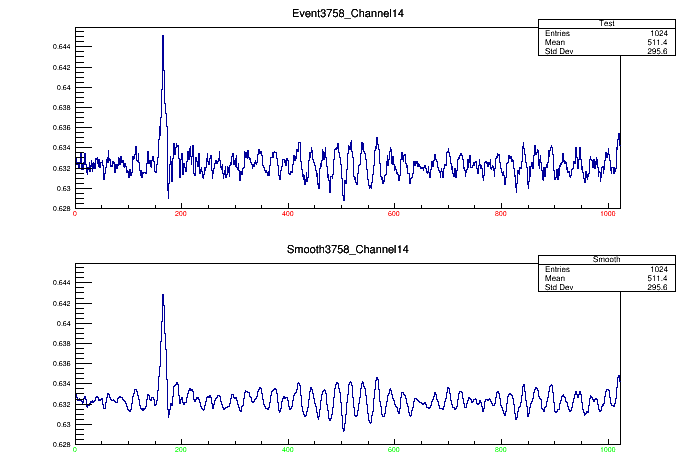 Event3758_Channel14
Test
Entries 1024
Mean 511.4
Std Dev 295.6
0.644
0.642
0.64
0.638
0.636
0.634
0.632
0.63
0.628
0 200 400 600 800 1000
Smooth3758_Channel14
Smooth
Entries 1024
Mean 511.4
Std Dev 295.6
0.644
0.642
0.64
0.638
0.636
0.634
0.632
0.63
0.628
0 200 400 600 800 1000